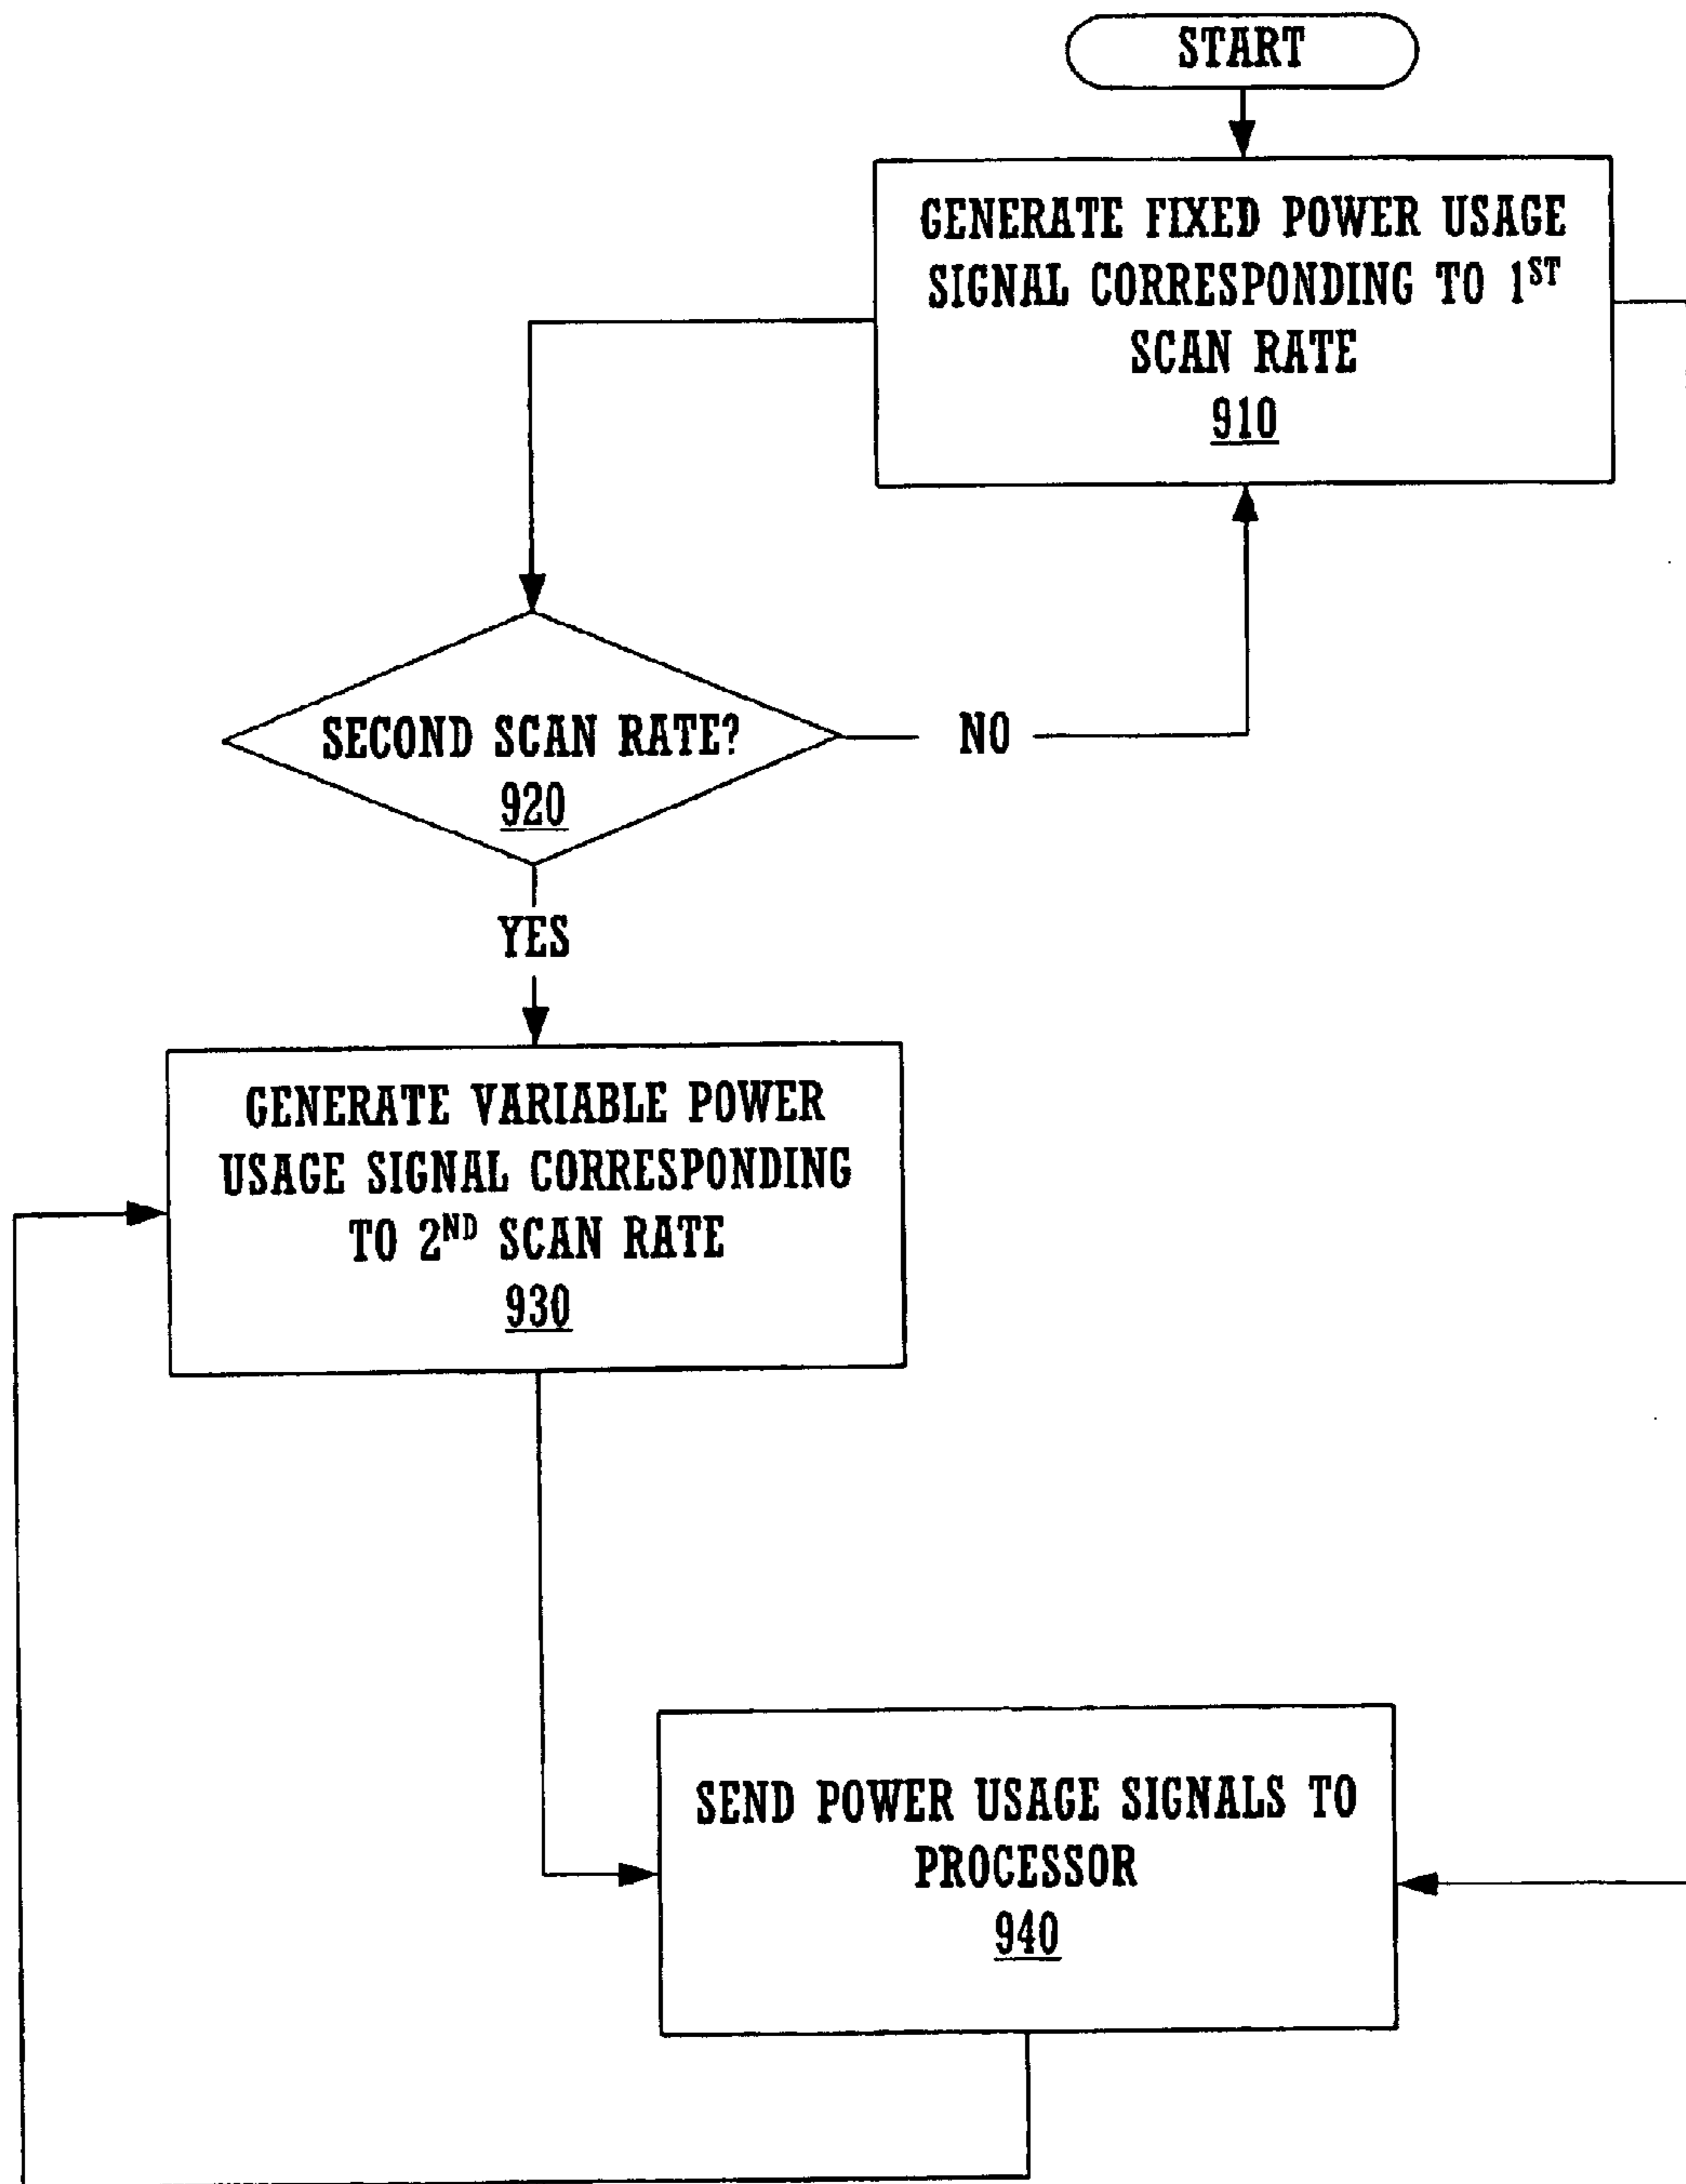 START
GENERATE FIXED POWER USAGE
SIGNAL CORRESPONDING TO 1ST
SCAN RATE
910
SECOND SCAN RATE?
920
NO
YES
GENERATE VARIABLE POWER
USAGE SIGNAL CORRESPONDING
TO 2ND SCAN RATE
930
SEND POWER USAGE SIGNALS TO
PROCESSOR
940